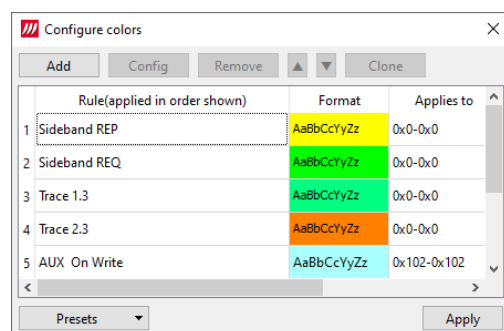 Configure colors
Add Config Remove Clone
Rule(applied in order shown) Format Applies to
1 Sideband REP AaBbCcYyZz 0x0-0x0
2 Sideband REQ AaBbCcYyZz 0x0-0x0
3 Trace 1.3 AaBbCcYyZz 0x0-0x0
4 Trace 2.3 AaBbCcYyZz 0x0-0x0
5 AUX On Write AaBbCcYyZz 0x102-0x102
Presets Apply